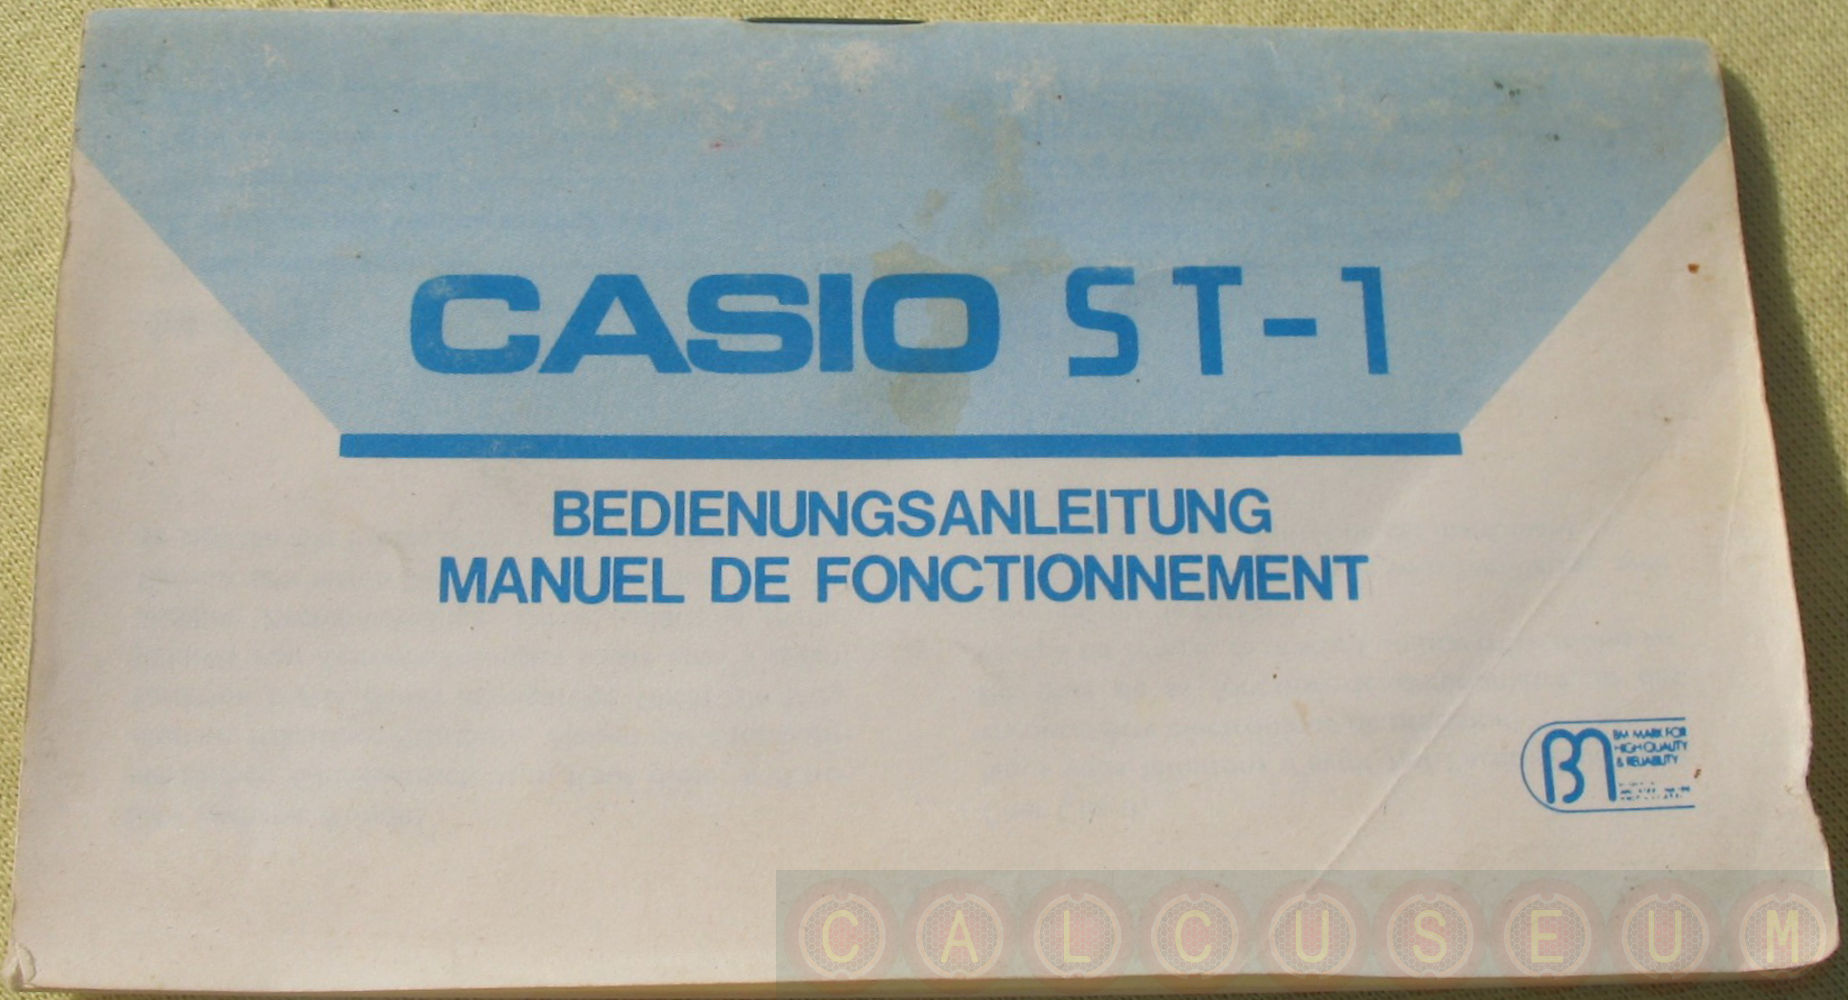 CASIO ST-1
BEDIENUNGSANLEITUNG
MANUEL DE FONCTIONNEMENT
BM MARK FOR
HIGH QUALITY
& RELIABILITY
CALCUSEUM